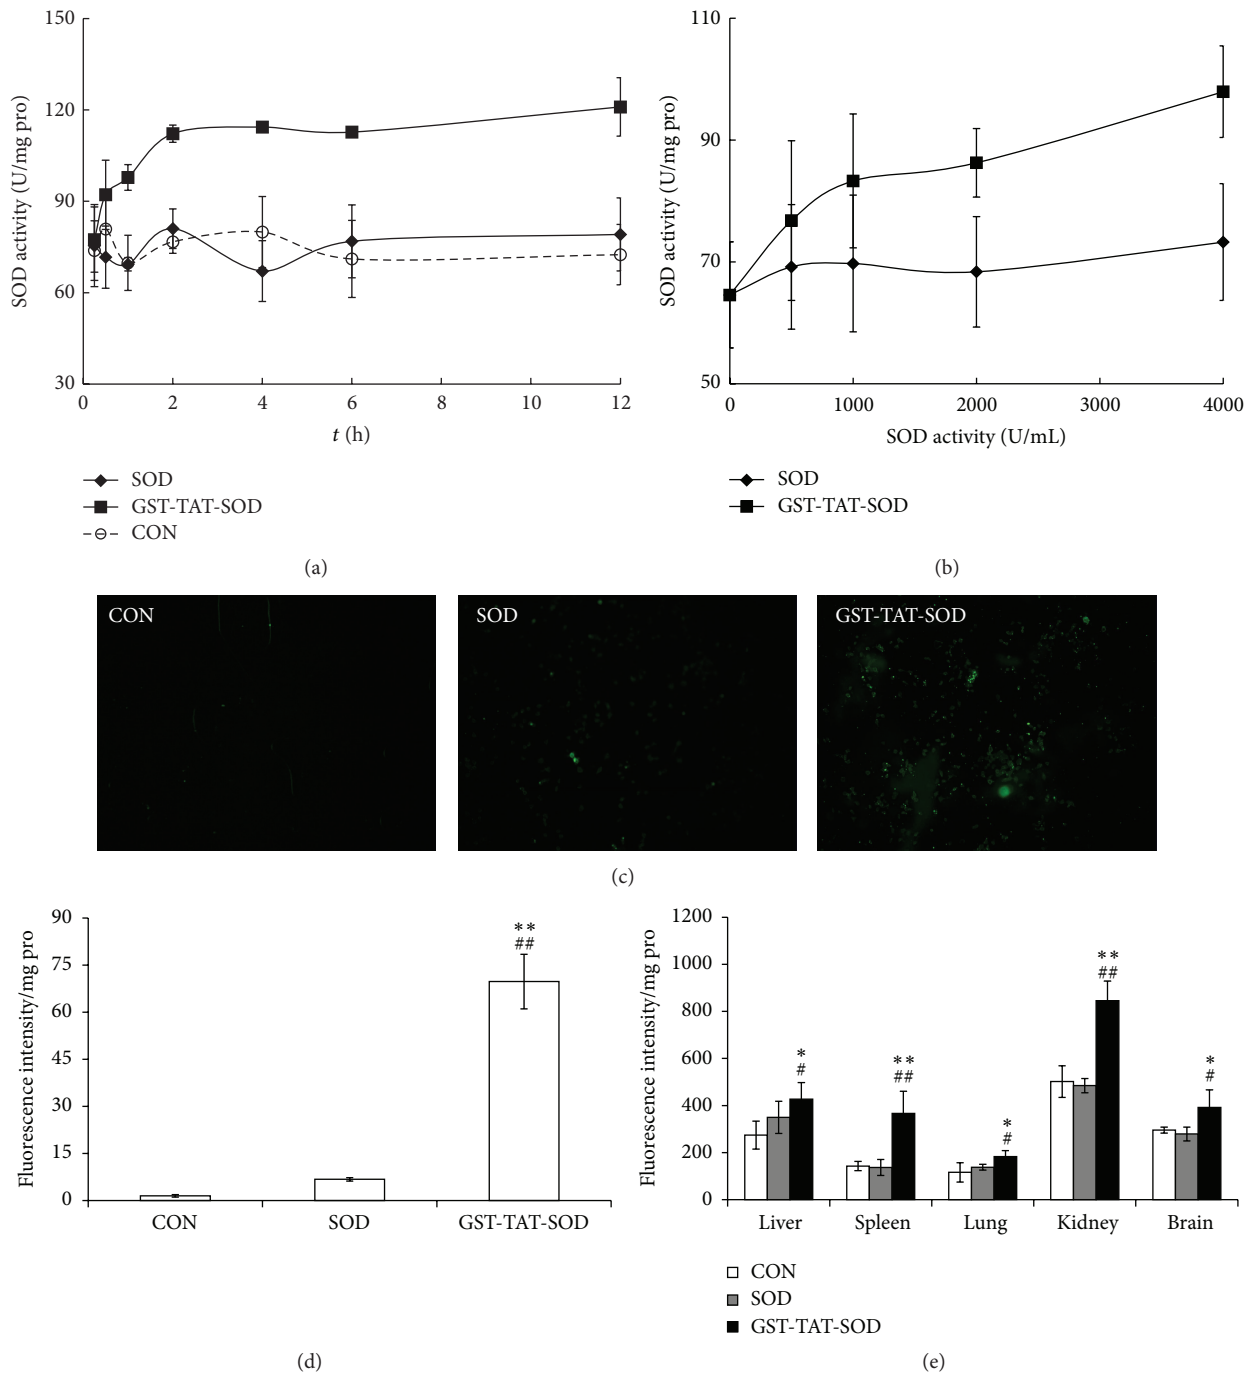 150
120
90
60
30
SOD activity (U/mg pro)
0 2 4 6 8 10 12
t (h)
SOD
GST-TAT-SOD
CON
(a)
110
90
70
50
SOD activity (U/mg pro)
0 1000 2000 3000 4000
SOD activity (U/mL)
SOD
GST-TAT-SOD
(b)
CON
SOD
GST-TAT-SOD
(c)
90
75
60
45
30
15
0
Fluorescence intensity/mg pro
**
##
CON SOD GST-TAT-SOD
(d)
1200
1000
800
600
400
200
0
Fluorescence intensity/mg pro
*
#
**
##
*
#
**
##
*
#
Liver Spleen Lung Kidney Brain
CON
SOD
GST-TAT-SOD
(e)